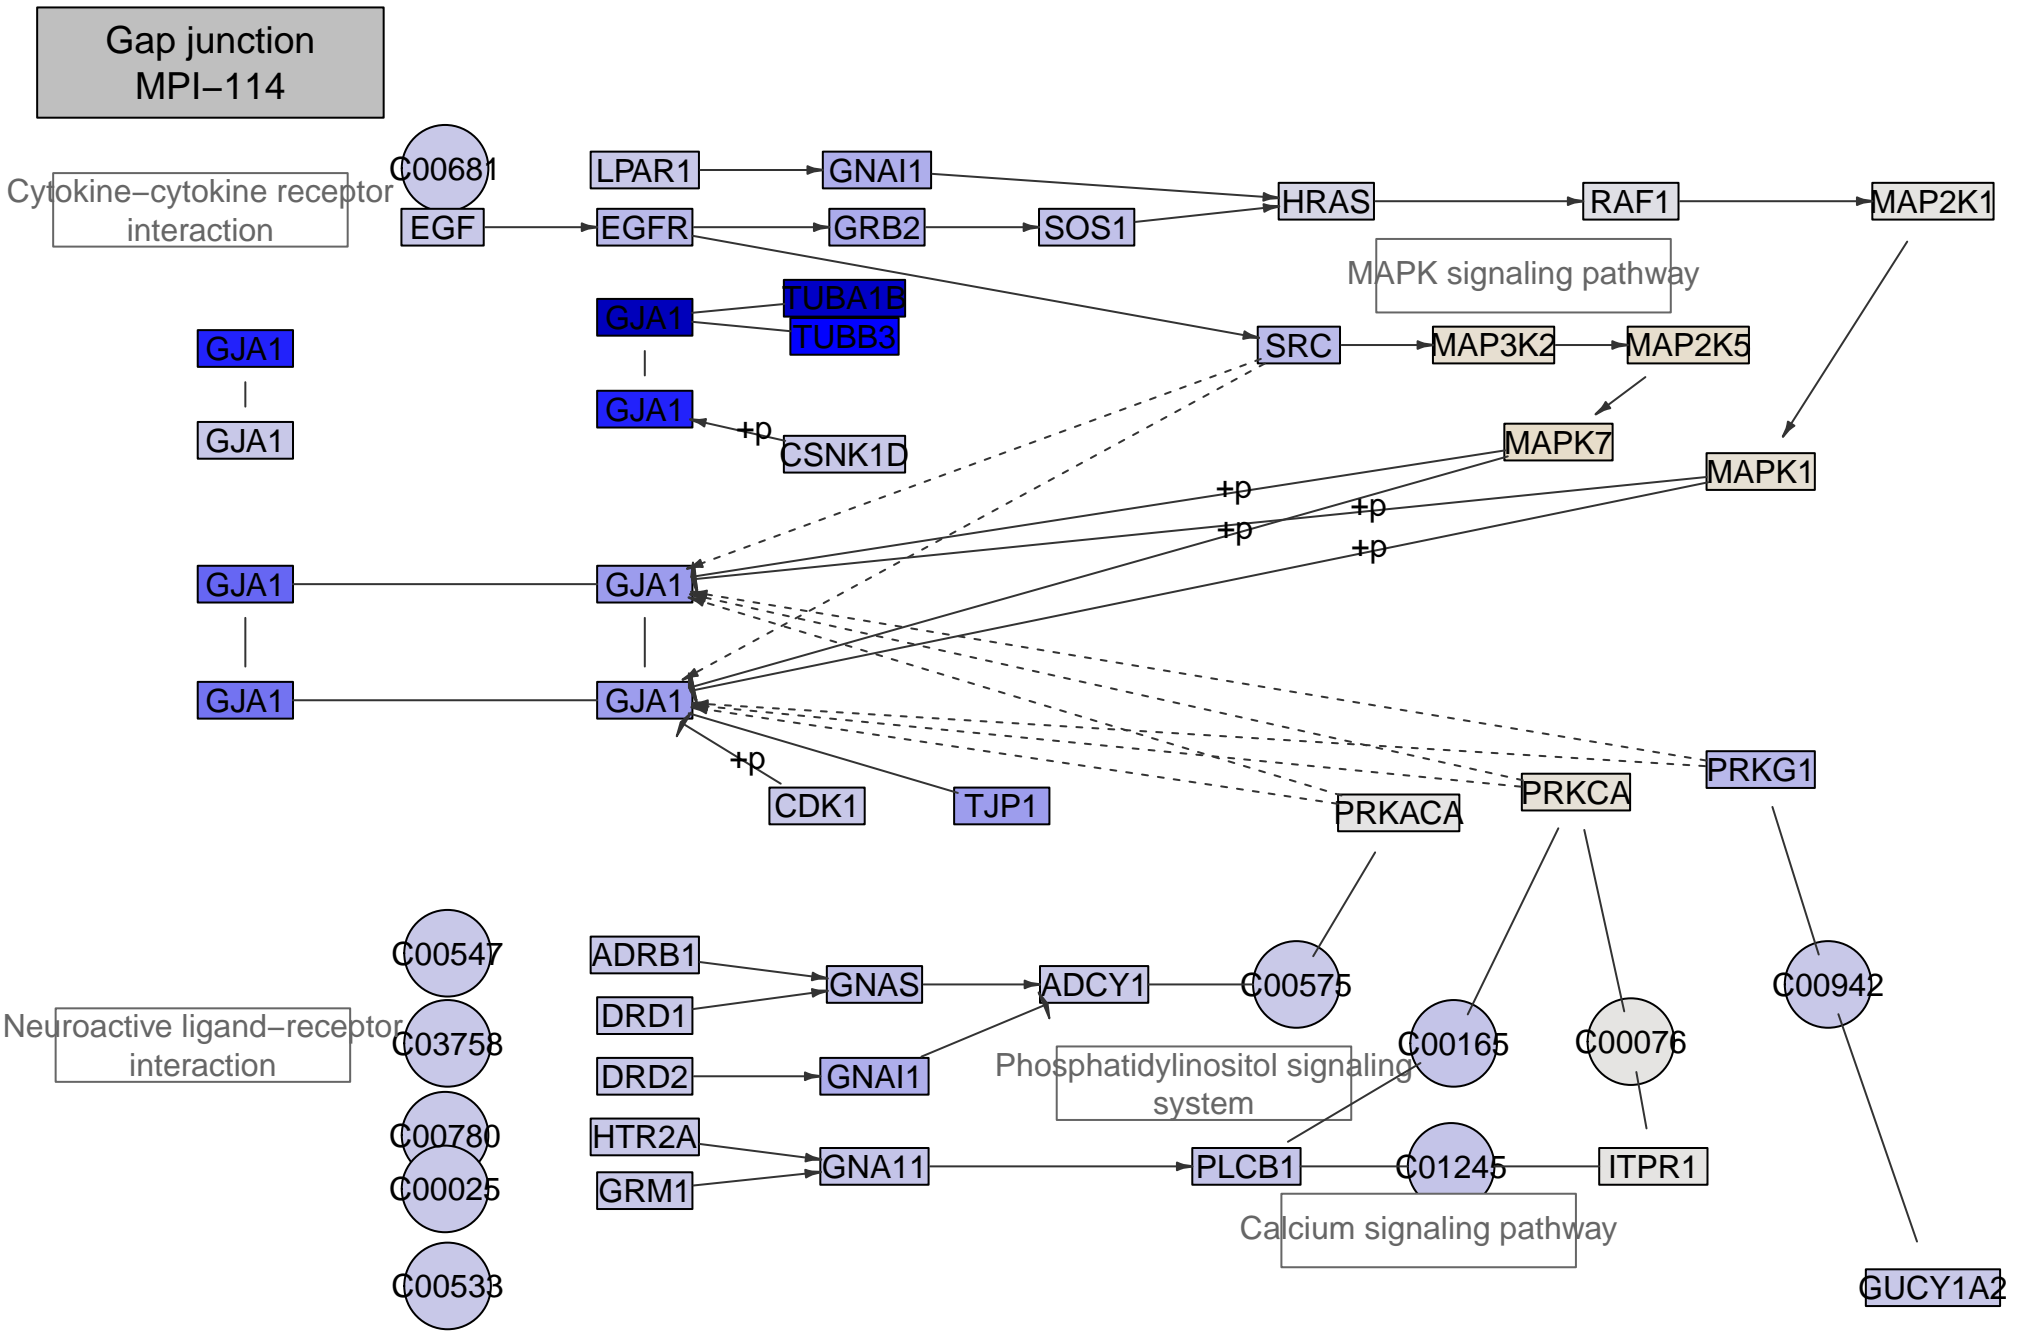 Gap junction
MPI−114
C00681
LPAR1
GNAI1
Cytokine−cytokine receptor
interaction
HRAS
RAF1
MAP2K1
EGF
EGFR
GRB2
SOS1
MAPK signaling pathway
TUBA1B
GJA1
TUBB3
GJA1
SRC
MAP3K2
MAP2K5
GJA1
+p
GJA1
CSNK1D
MAPK7
MAPK1
+p
+p
+p
+p
GJA1
GJA1
GJA1
GJA1
+p
CDK1
TJP1
PRKACA
PRKCA
PRKG1
C00547
ADRB1
GNAS
ADCY1
C00575
C00942
DRD1
Neuroactive ligand−receptor
interaction
C03758
C00165
C00076
DRD2
GNAI1
Phosphatidylinositol signaling
system
C00780
HTR2A
GNA11
PLCB1
C01245
ITPR1
C00025
GRM1
Calcium signaling pathway
C00533
GUCY1A2